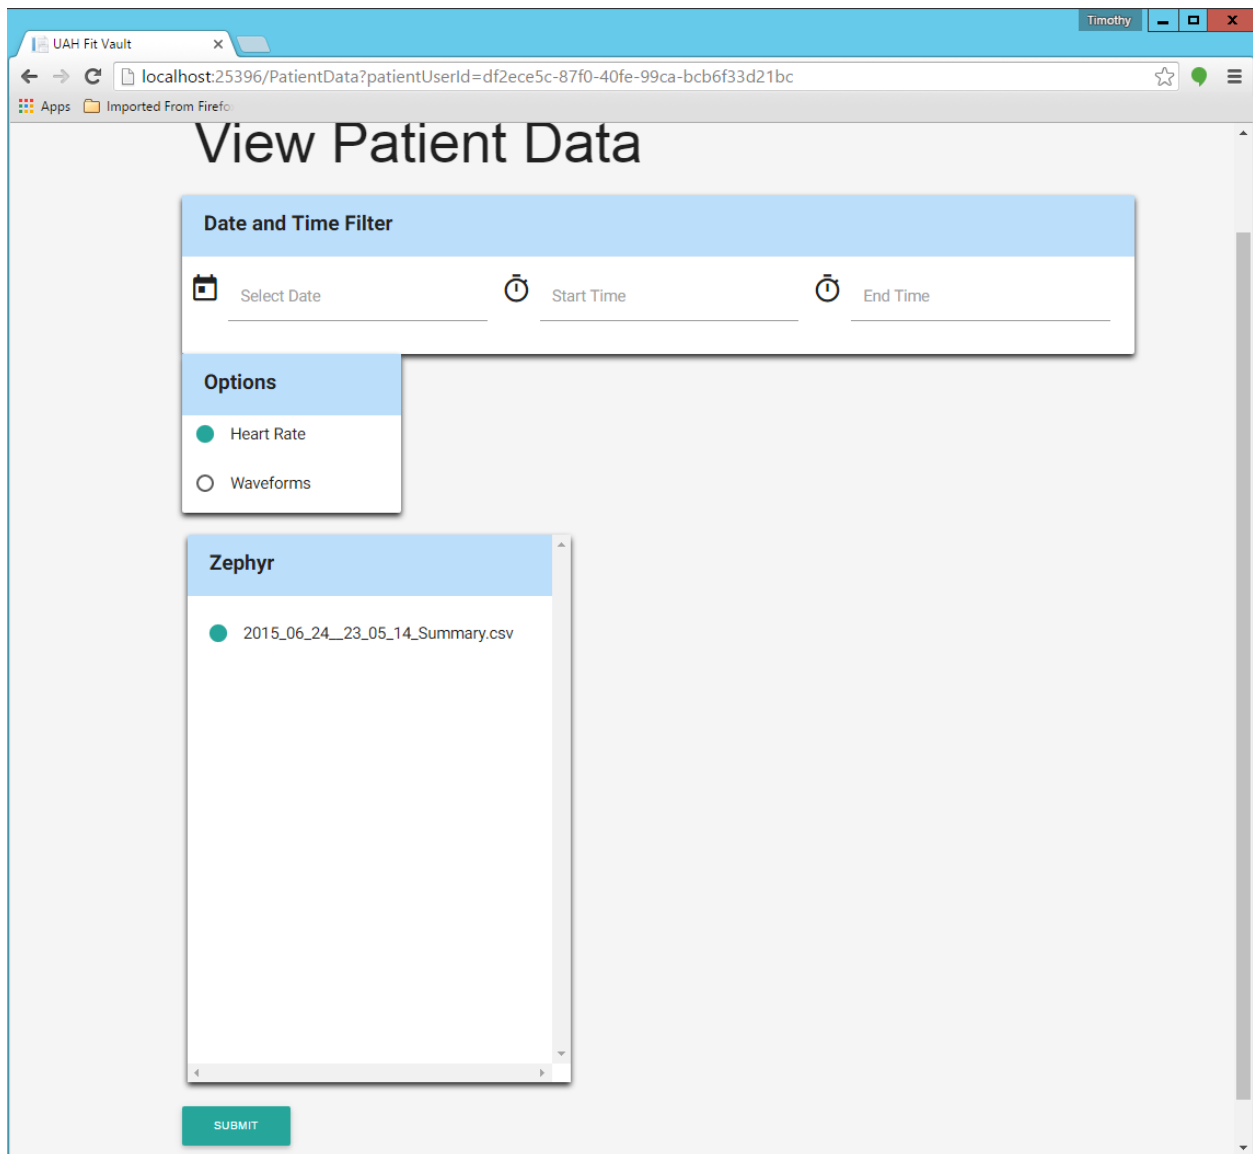 Timothy
UAH Fit Vault
localhost:25396/PatientData?patientUserId=df2ece5c-87f0-40fe-99ca-bcb6f33d21bc
Apps Imported From Firefo
View Patient Data
Date and Time Filter
Select Date Start Time End Time
Options
Heart Rate
Waveforms
Zephyr
2015_06_24__23_05_14_Summary.csv
SUBMIT